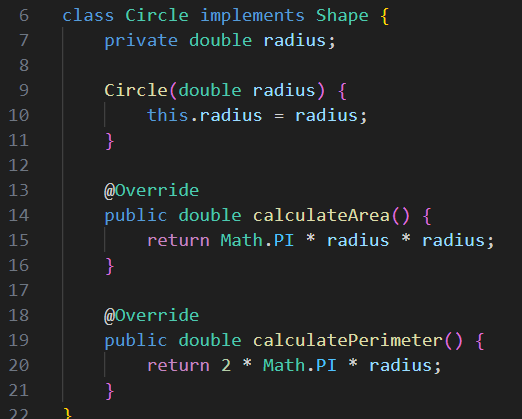 6 class Circle implements Shape {
7 private double radius;
8
9 Circle(double radius) {
10 this.radius = radius;
11 }
12
13 @Override
14 public double calculateArea() {
15 return Math.PI * radius * radius;
16 }
17
18 @Override
19 public double calculatePerimeter() {
20 return 2 * Math.PI * radius;
21 }
22 }